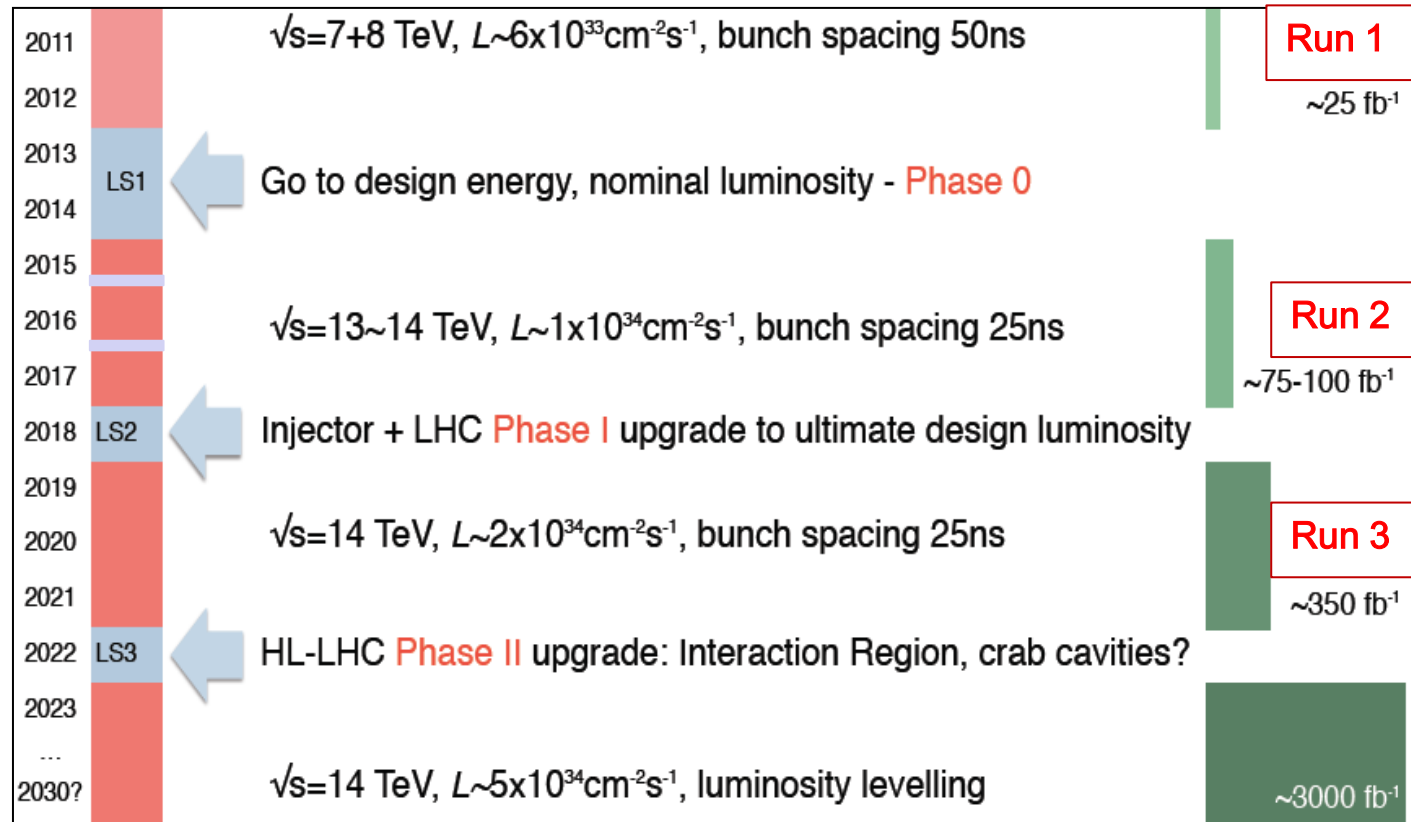 2011
√s=7+8 TeV, L~6x10³³cm⁻²s⁻¹, bunch spacing 50ns
Run 1
2012
~25 fb⁻¹
2013
LS1
Go to design energy, nominal luminosity - Phase 0
2014
2015
2016
√s=13~14 TeV, L~1x10³⁴cm⁻²s⁻¹, bunch spacing 25ns
Run 2
2017
~75-100 fb⁻¹
2018
LS2
Injector + LHC Phase I upgrade to ultimate design luminosity
2019
2020
√s=14 TeV, L~2x10³⁴cm⁻²s⁻¹, bunch spacing 25ns
Run 3
2021
~350 fb⁻¹
2022
LS3
HL-LHC Phase II upgrade: Interaction Region, crab cavities?
2023
...
2030?
√s=14 TeV, L~5x10³⁴cm⁻²s⁻¹, luminosity levelling
~3000 fb⁻¹